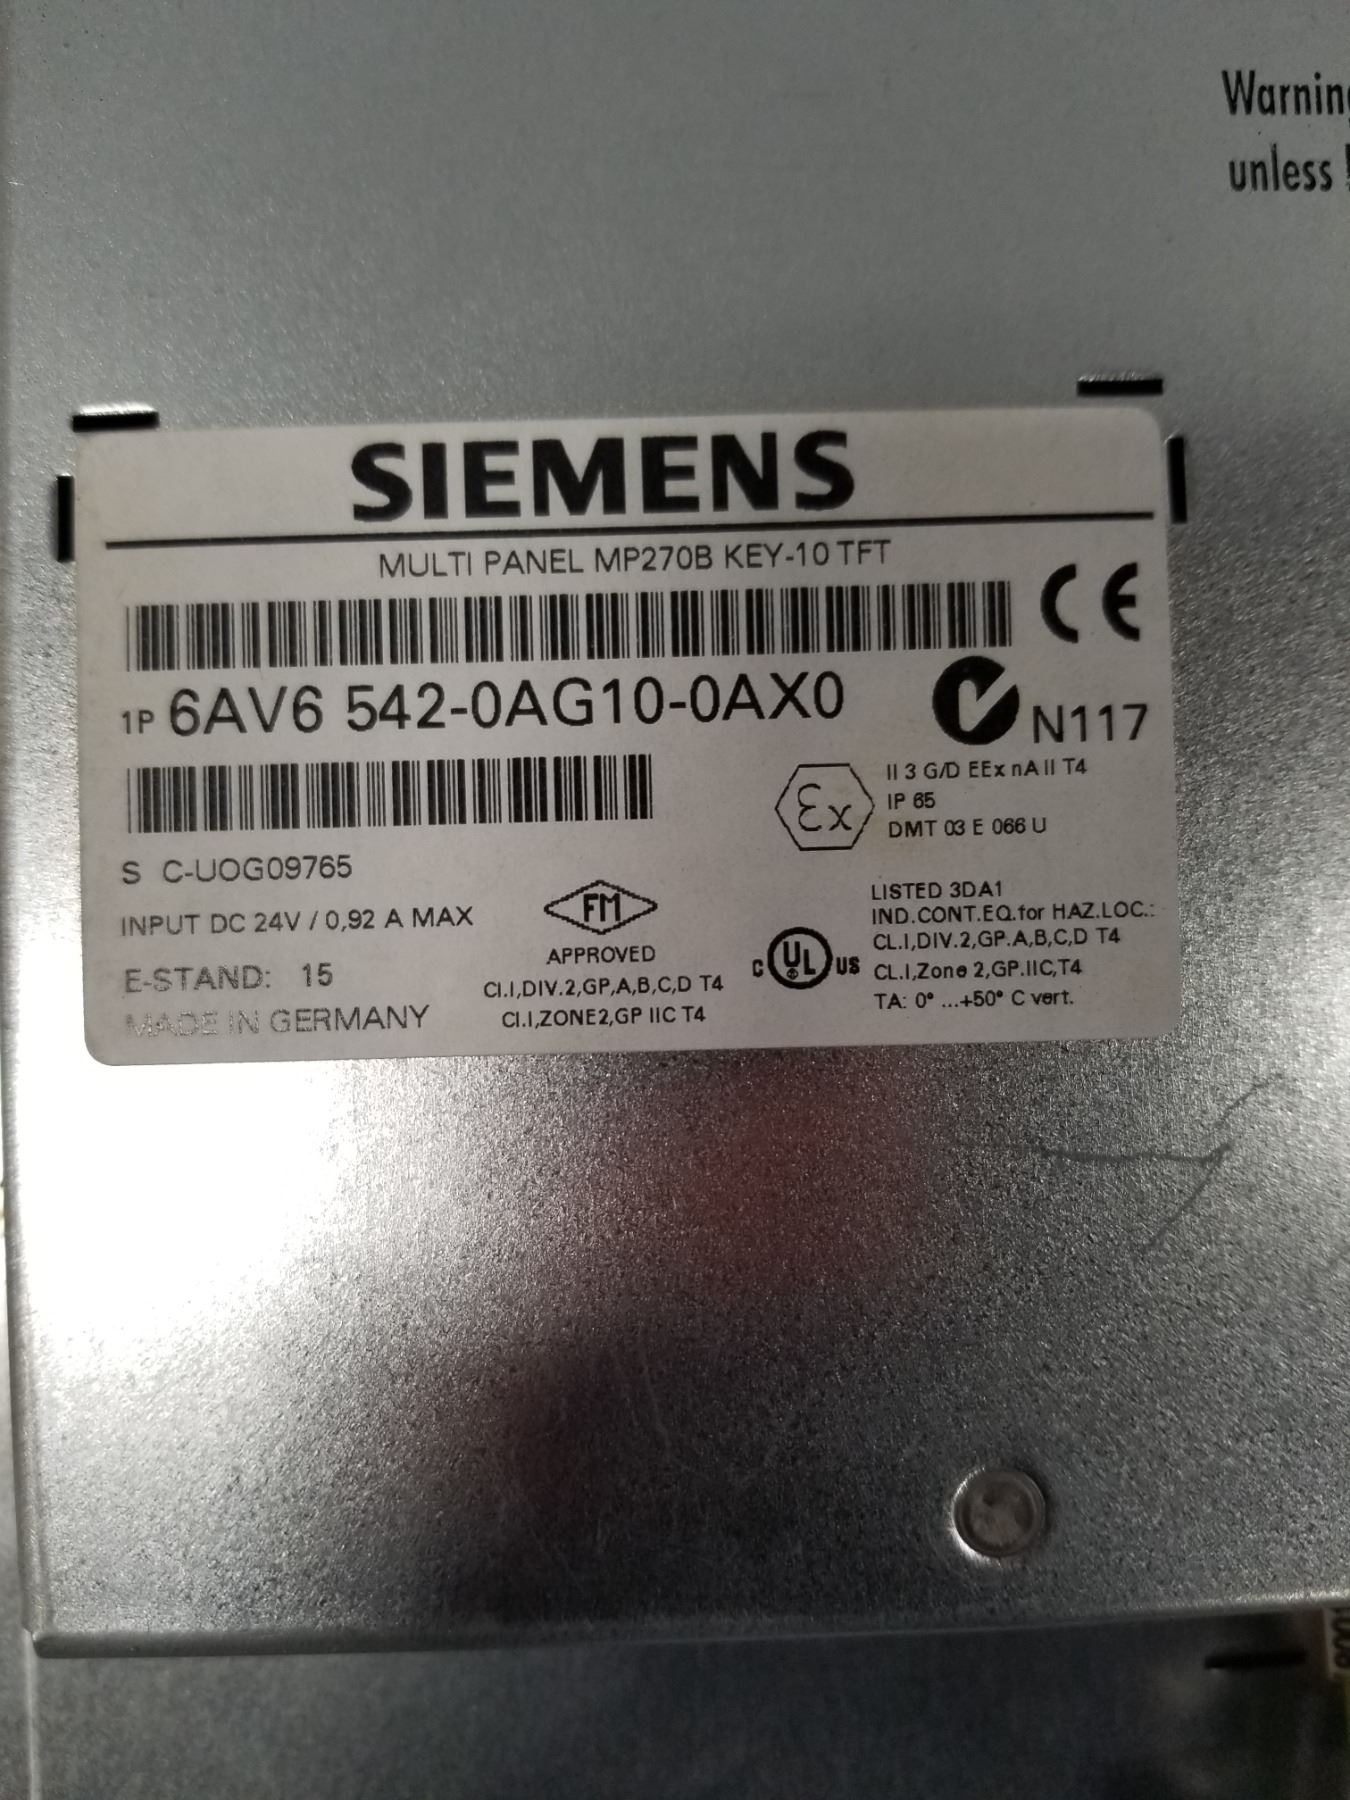 Warning
unless
SIEMENS
MULTI PANEL MP270B KEY-10 TFT
CE
1P 6AV6 542-0AG10-0AX0
N117
II 3 G/D EEx nA II T4
Ex
IP 65
DMT 03 E 066 U
S C-UOG09765
INPUT DC 24V / 0,92 A MAX
E-STAND: 15
MADE IN GERMANY
FM
APPROVED
Cl.I,DIV.2,GP,A,B,C,D T4
Cl.I,ZONE2,GP IIC T4
C UL US
LISTED 3DA1
IND.CONT.EQ.for HAZ.LOC.:
CL.I,DIV.2,GP.A,B,C,D T4
CL.I,Zone 2,GP.IIC,T4
TA: 0° ...+50° C vert.